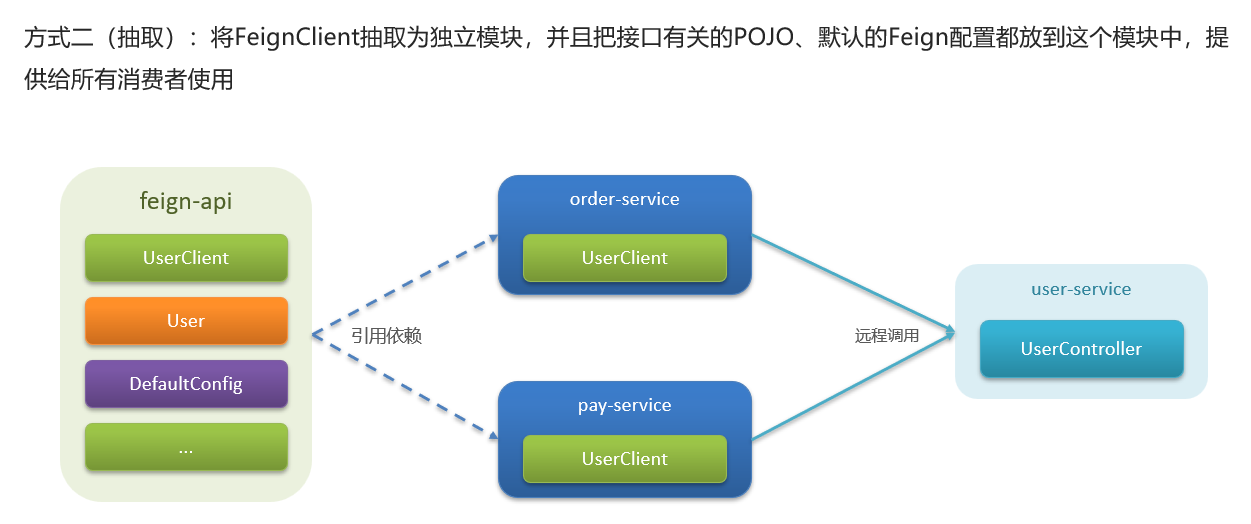 方式二（抽取）：将FeignClient抽取为独立模块，并且把接口有关的POJO、默认的Feign配置都放到这个模块中，提
供给所有消费者使用
feign-api
UserClient
User
DefaultConfig
...
引用依赖
order-service
UserClient
pay-service
UserClient
远程调用
user-service
UserController